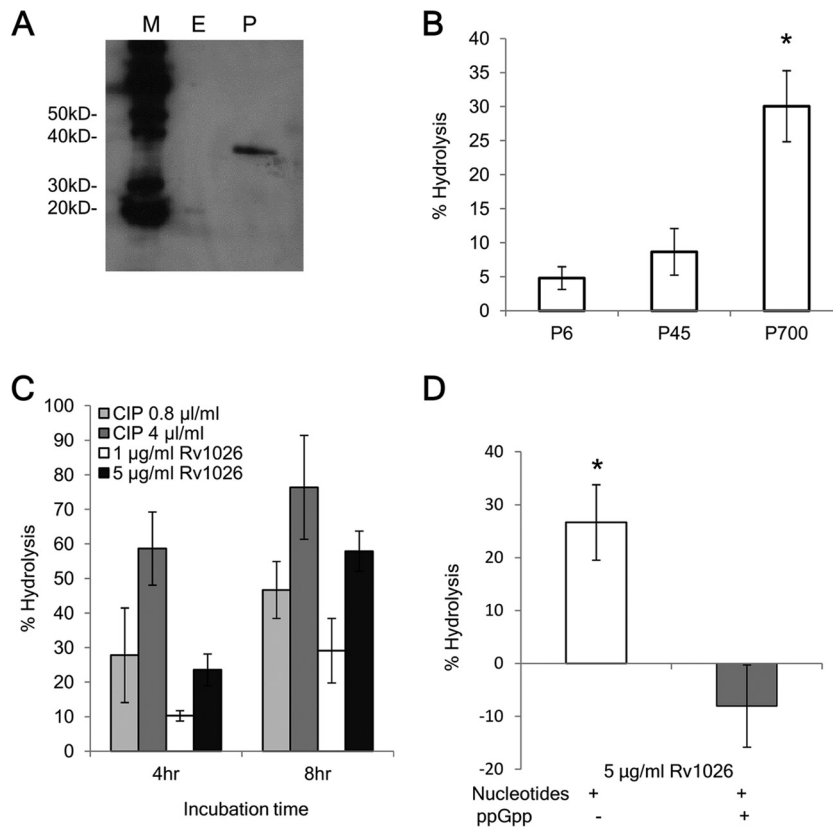 A
M E P
50kD-
40kD-
30kD-
20kD-
B
% Hydrolysis
40
35
30
25
20
15
10
5
0
*
P6 P45 P700
C
% Hydrolysis
100
90
80
70
60
50
40
30
20
10
0
CIP 0.8 µl/ml
CIP 4 µl/ml
1 µg/ml Rv1026
5 µg/ml Rv1026
4hr 8hr
Incubation time
D
% Hydrolysis
40
30
20
10
0
-10
-20
*
5 µg/ml Rv1026
Nucleotides + +
ppGpp - +